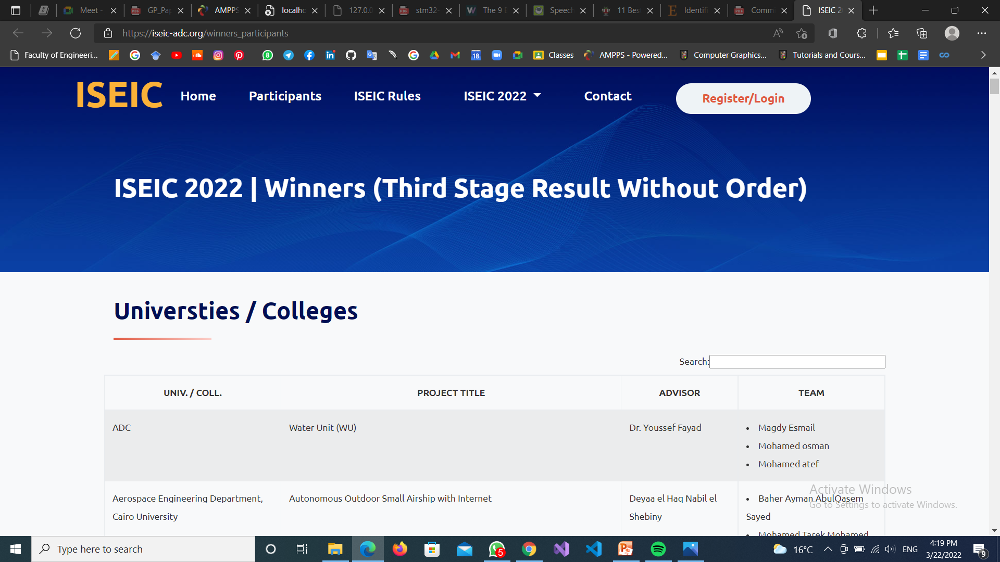 Meet -
GP_Pap
AMPPS
localho
127.0.0
stm32-
The 9 B
Speech
11 Best
Identifi
Comm
ISEIC 2
https://iseic-adc.org/winners_participants
Faculty of Engineeri...
Classes
AMPPS - Powered...
Computer Graphics...
Tutorials and Cours...
ISEIC
Home
Participants
ISEIC Rules
ISEIC 2022
Contact
Register/Login
ISEIC 2022 | Winners (Third Stage Result Without Order)
Universties / Colleges
Search:
UNIV. / COLL. PROJECT TITLE ADVISOR TEAM
ADC Water Unit (WU) Dr. Youssef Fayad • Magdy Esmail
• Mohamed osman
• Mohamed atef
Aerospace Engineering Department, Autonomous Outdoor Small Airship with Internet Deyaa el Haq Nabil el • Baher Ayman AbulQasem
Cairo University Shebiny Sayed
• Mohamed Tarek Mohamed
Activate Windows
Go to Settings to activate Windows.
Type here to search
5
16°C
ENG
4:19 PM
3/22/2022
9